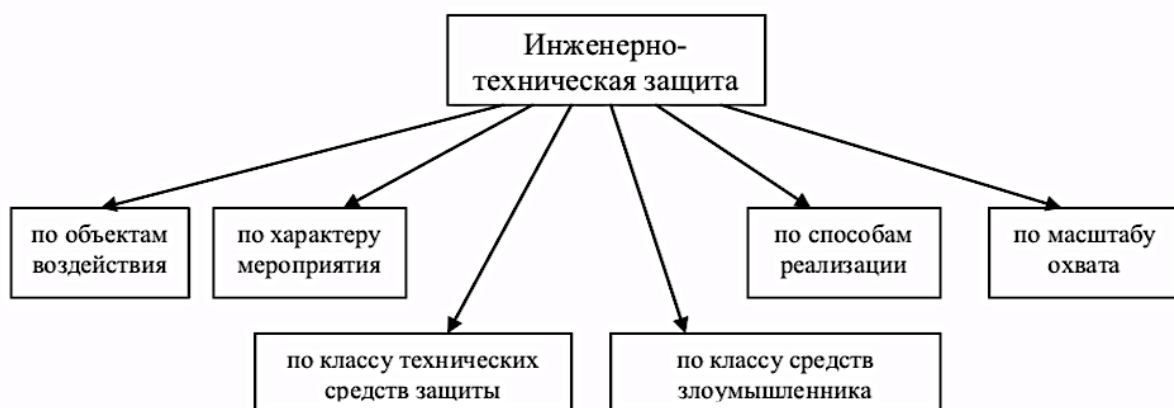 Инженерно-
техническая защита
по объектам
воздействия
по характеру
мероприятия
по способам
реализации
по масштабу
охвата
по классу технических
средств защиты
по классу средств
злоумышленника